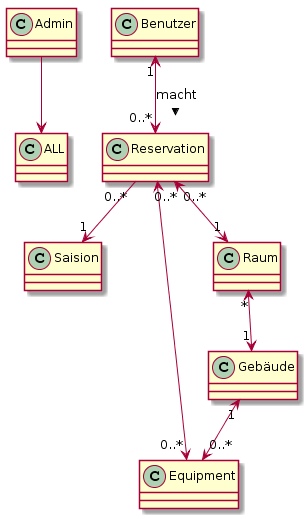 C Admin
C Benutzer
1
macht
0..*
C ALL
C Reservation
0..*
0..*
0..*
1
1
C Saision
C Raum
*
1
C Gebäude
1
0..*
0..*
C Equipment